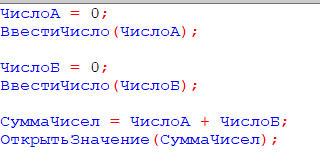 ЧислоА = 0;
ВвестиЧисло(ЧислоА);
ЧислоБ = 0;
ВвестиЧисло(ЧислоБ);
СуммаЧисел = ЧислоА + ЧислоБ;
ОткрытьЗначение(СуммаЧисел);